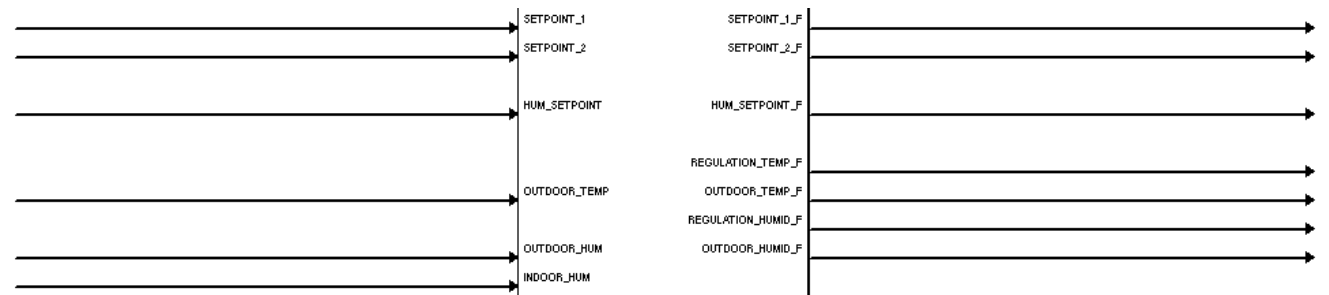 SETPOINT_1 SETPOINT_1_F
SETPOINT_2 SETPOINT_2_F
HUM_SETPOINT HUM_SETPOINT_F
REGULATION_TEMP_F
OUTDOOR_TEMP OUTDOOR_TEMP_F
REGULATION_HUMID_F
OUTDOOR_HUM OUTDOOR_HUMID_F
INDOOR_HUM